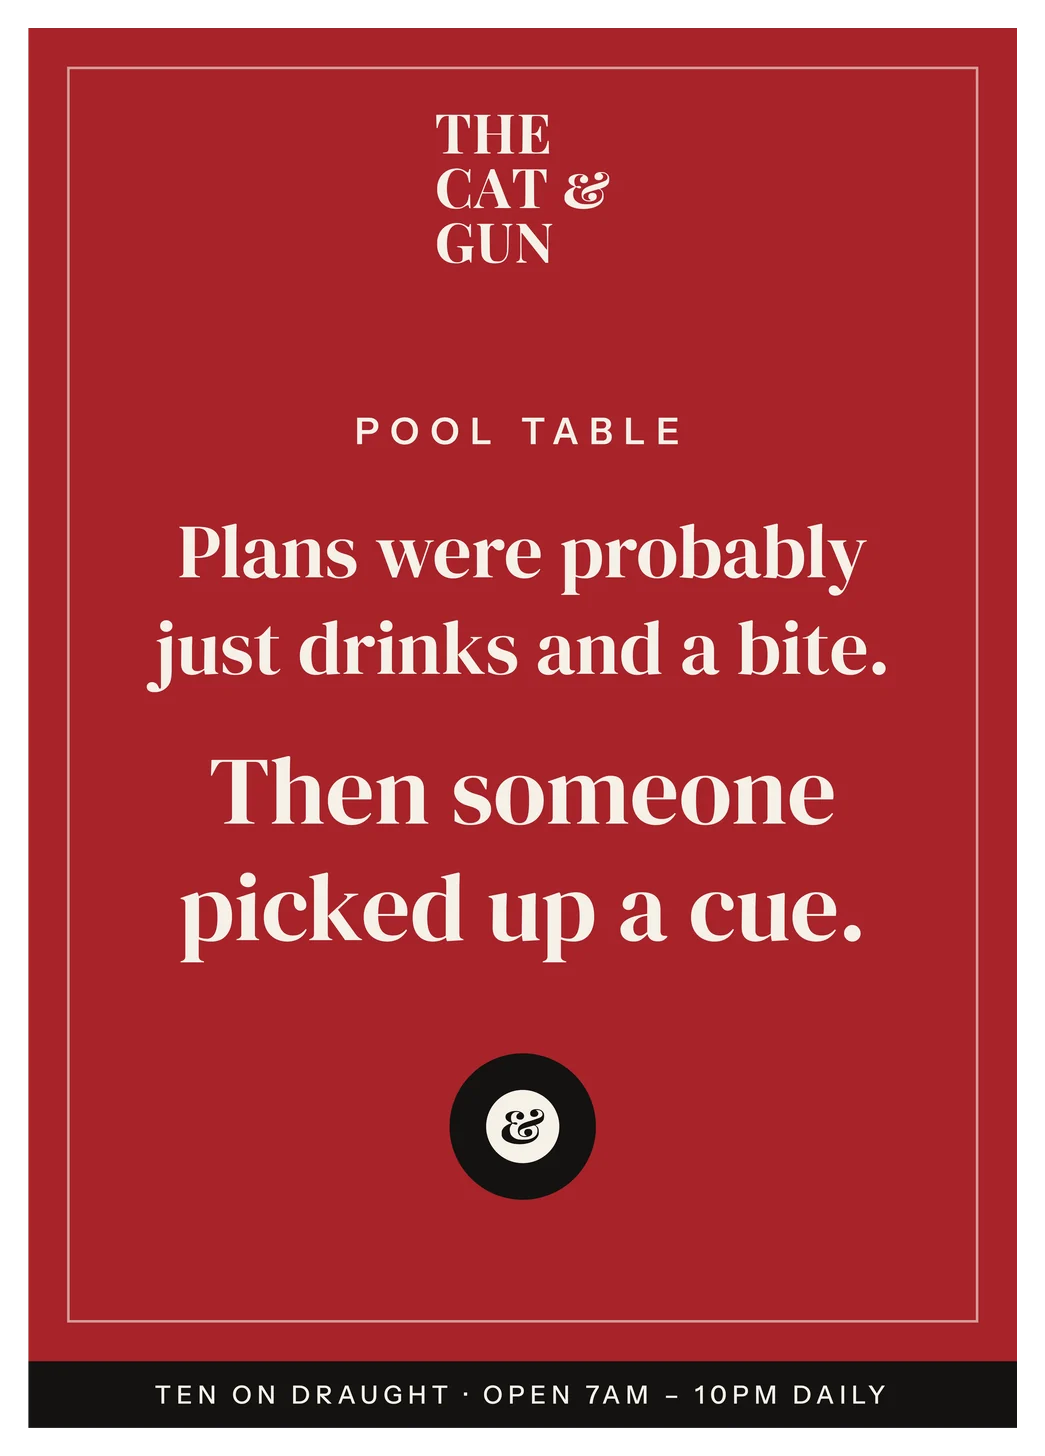 THE
CAT &
GUN
POOL TABLE
Plans were probably
just drinks and a bite.
Then someone
picked up a cue.
&
TEN ON DRAUGHT · OPEN 7AM – 10PM DAILY